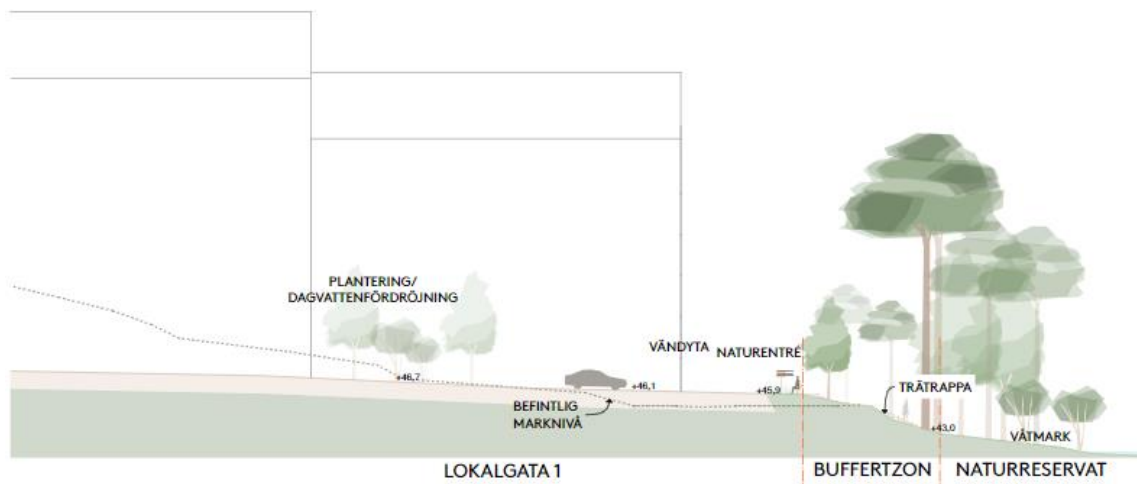 PLANTERING/
DAGVATTENFÖRDRÖJNING
VÄNDYTA
NATURENTRÉ
+46,7
+46,1
+45,9
BEFINTLIG
MARKNIVÅ
TRÄTRAPPA
+43,0
VÅTMARK
LOKALGATA 1
BUFFERTZON
NATURRESERVAT